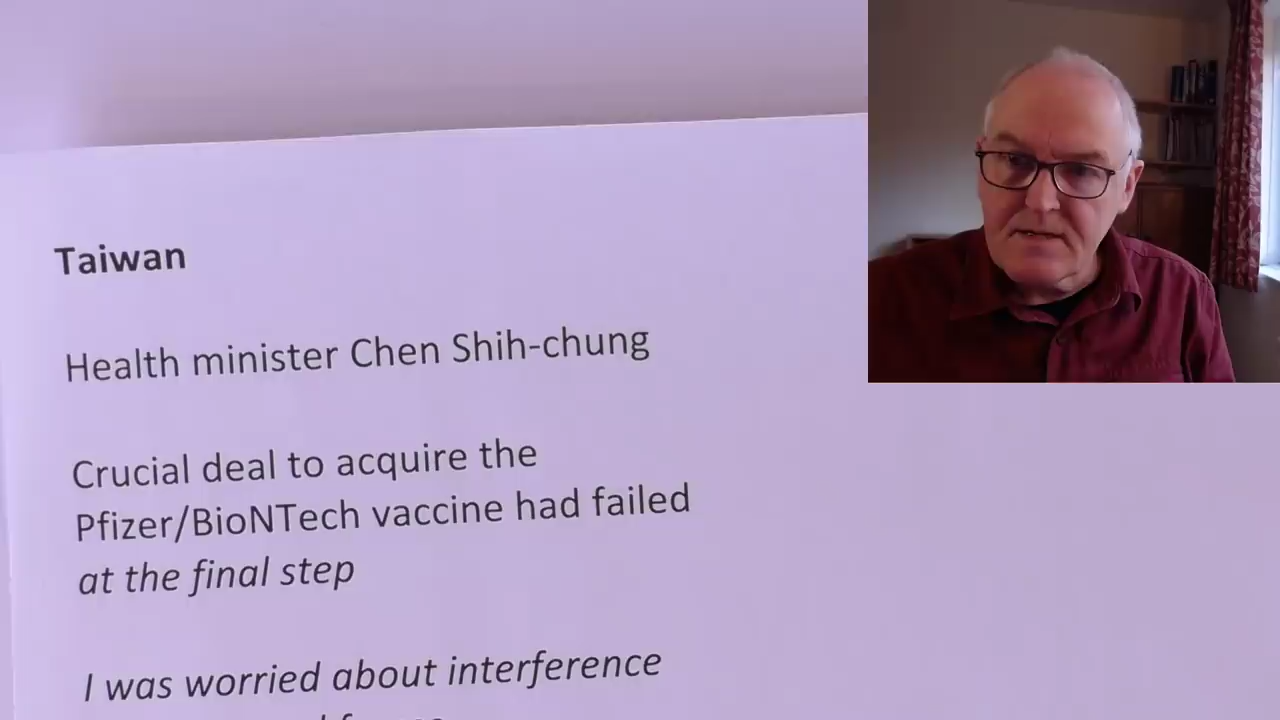 Taiwan
Health minister Chen Shih-chung
Crucial deal to acquire the
Pfizer/BioNTech vaccine had failed
at the final step
I was worried about interference